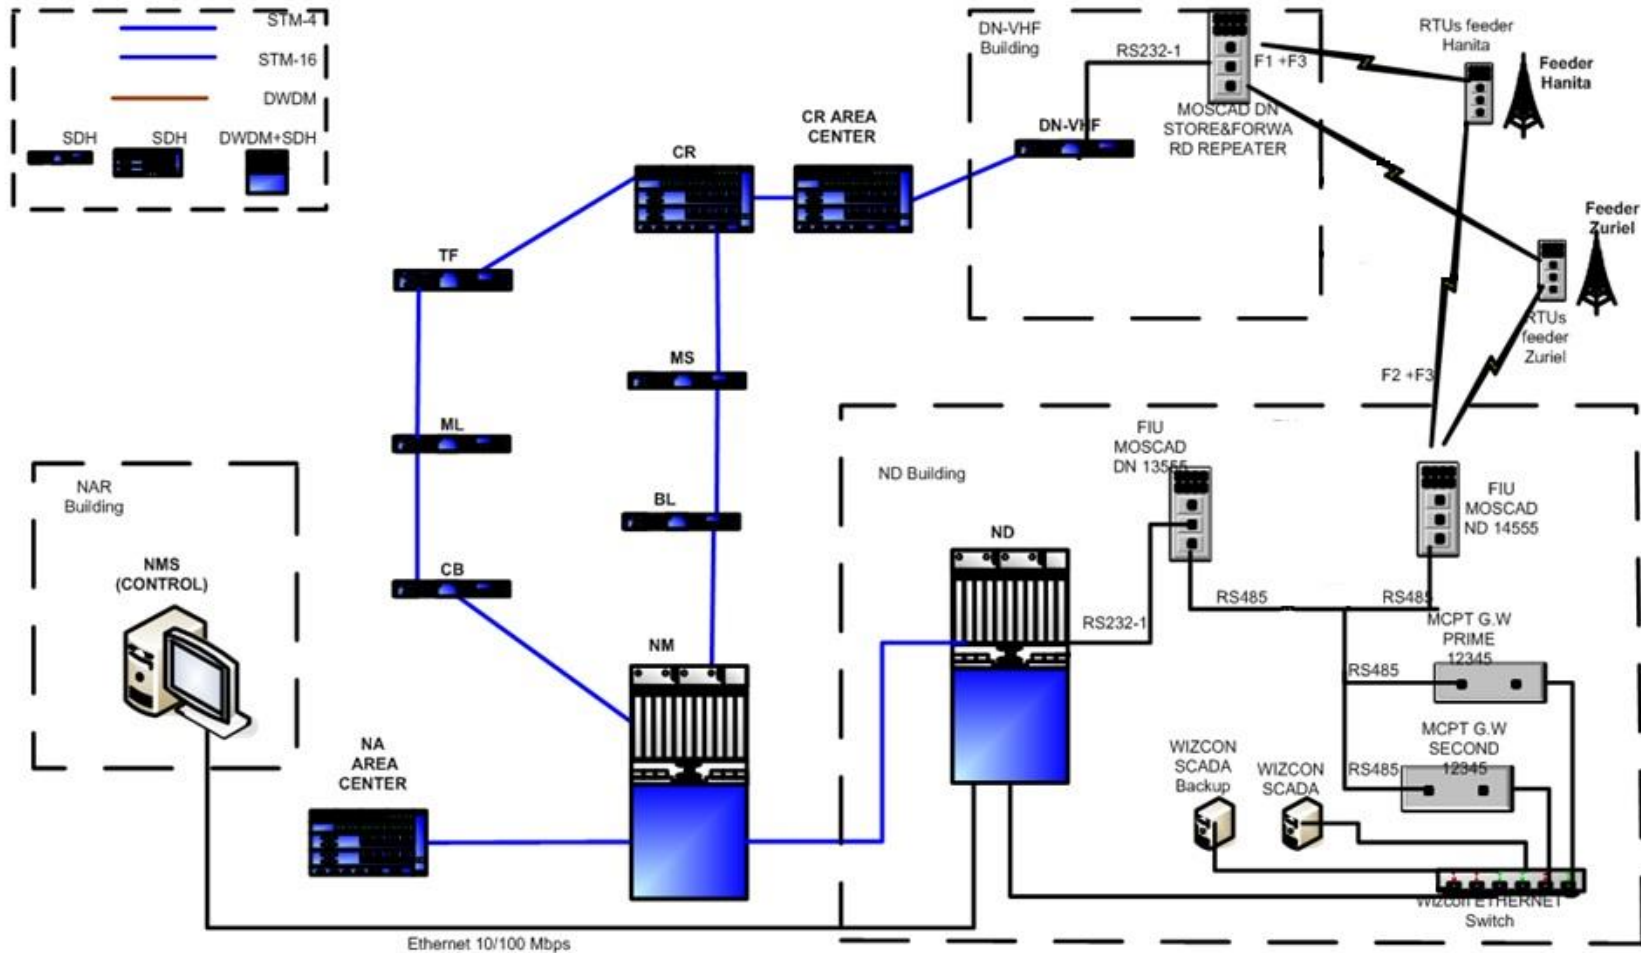 STM-4
STM-16
DWDM
SDH
SDH
DWDM+SDH
DN-VHF
Building
RS232-1
F1 +F3
MOSCAD DN
STORE&FORWA
RD REPEATER
DN-VHF
RTUs feeder
Hanita
Feeder
Hanita
Feeder
Zuriel
RTUs
feeder
Zuriel
F2 +F3
CR AREA
CENTER
CR
TF
MS
ML
BL
CB
NM
NAR
Building
NMS
(CONTROL)
NA
AREA
CENTER
Ethernet 10/100 Mbps
ND Building
ND
FIU
MOSCAD
DN 13555
FIU
MOSCAD
ND 14555
RS232-1
RS485
RS485
MCPT G.W
PRIME
12345
RS485
MCPT G.W
SECOND
12345
RS485
WIZCON
SCADA
Backup
WIZCON
SCADA
Wizcon ETHERNET
Switch